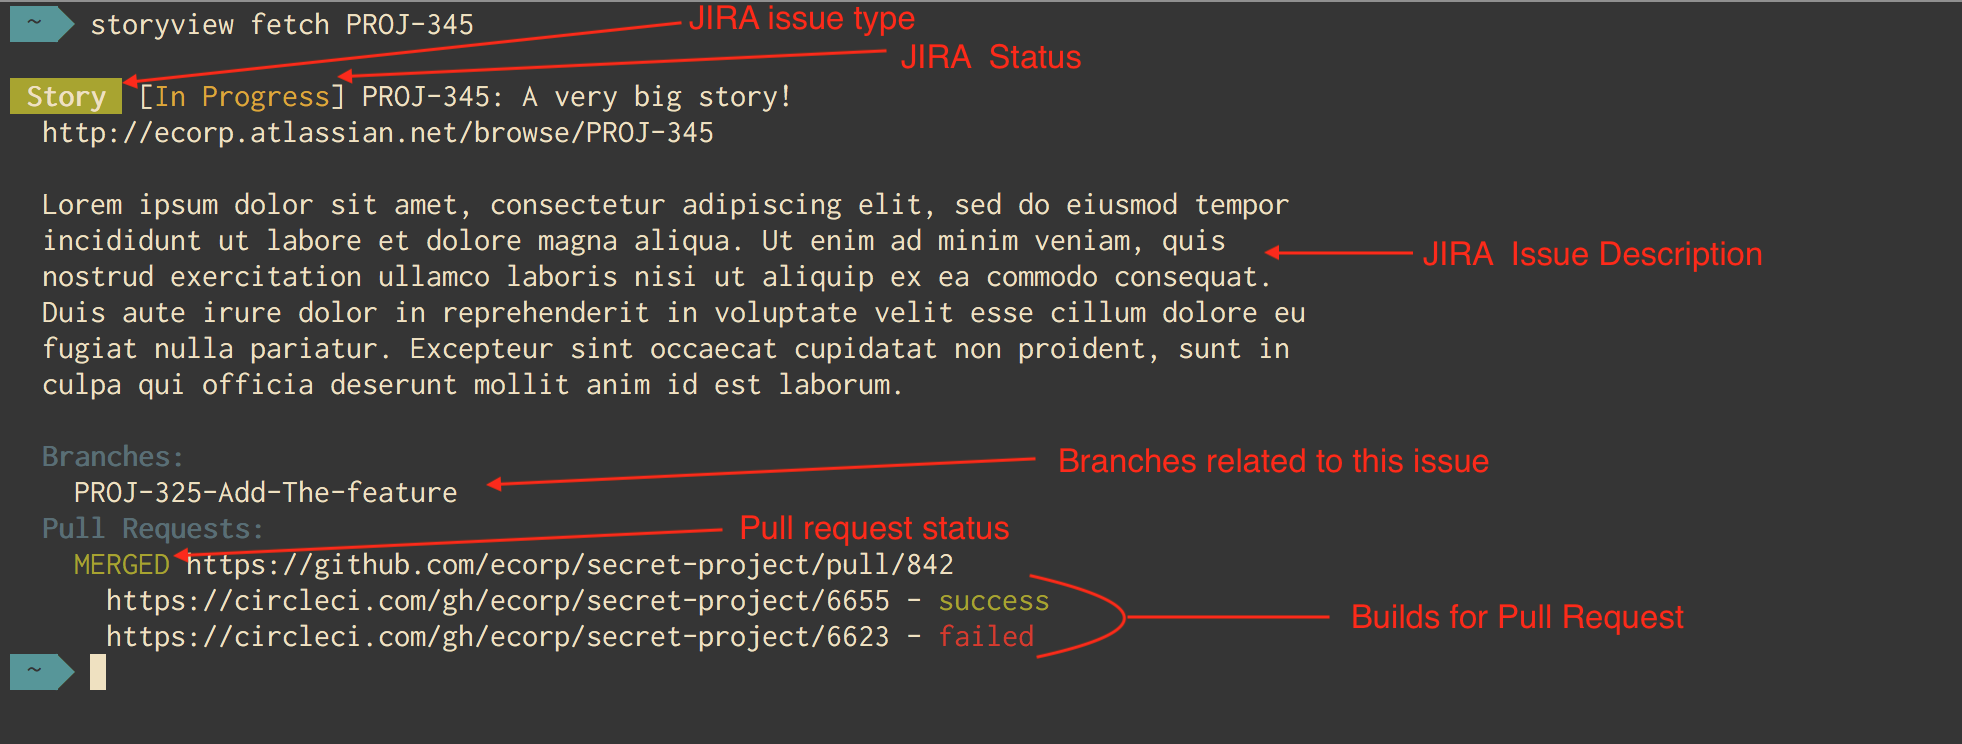 ~ storyview fetch PROJ-345
JIRA issue type
JIRA Status
Story [In Progress] PROJ-345: A very big story!
http://ecorp.atlassian.net/browse/PROJ-345
Lorem ipsum dolor sit amet, consectetur adipiscing elit, sed do eiusmod tempor
incididunt ut labore et dolore magna aliqua. Ut enim ad minim veniam, quis
nostrud exercitation ullamco laboris nisi ut aliquip ex ea commodo consequat.
Duis aute irure dolor in reprehenderit in voluptate velit esse cillum dolore eu
fugiat nulla pariatur. Excepteur sint occaecat cupidatat non proident, sunt in
culpa qui officia deserunt mollit anim id est laborum.
JIRA Issue Description
Branches:
Branches related to this issue
PROJ-325-Add-The-feature
Pull Requests:
Pull request status
MERGED https://github.com/ecorp/secret-project/pull/842
https://circleci.com/gh/ecorp/secret-project/6655 - success
https://circleci.com/gh/ecorp/secret-project/6623 - failed
Builds for Pull Request
~